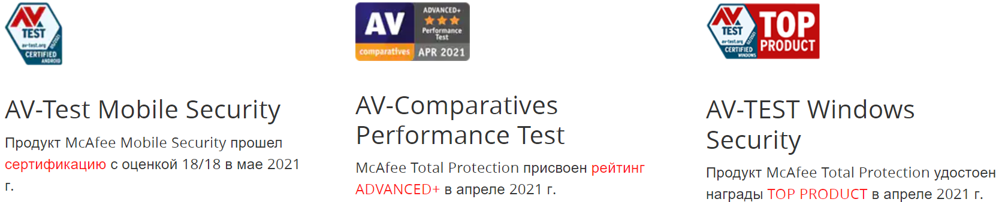 AV
TEST
av-test.org
05/2021
CERTIFIED
ANDROID
AV-Test Mobile Security
Продукт McAfee Mobile Security прошел
сертификацию с оценкой 18/18 в мае 2021
г.
AV
comparatives
ADVANCED+
Performance
Test
APR 2021
AV-Comparatives
Performance Test
McAfee Total Protection присвоен рейтинг
ADVANCED+ в апреле 2021 г.
AV
TEST
av-test.org
CERTIFIED
WINDOWS
TOP
PRODUCT
AV-TEST Windows
Security
Продукт McAfee Total Protection удостоен
награды TOP PRODUCT в апреле 2021 г.